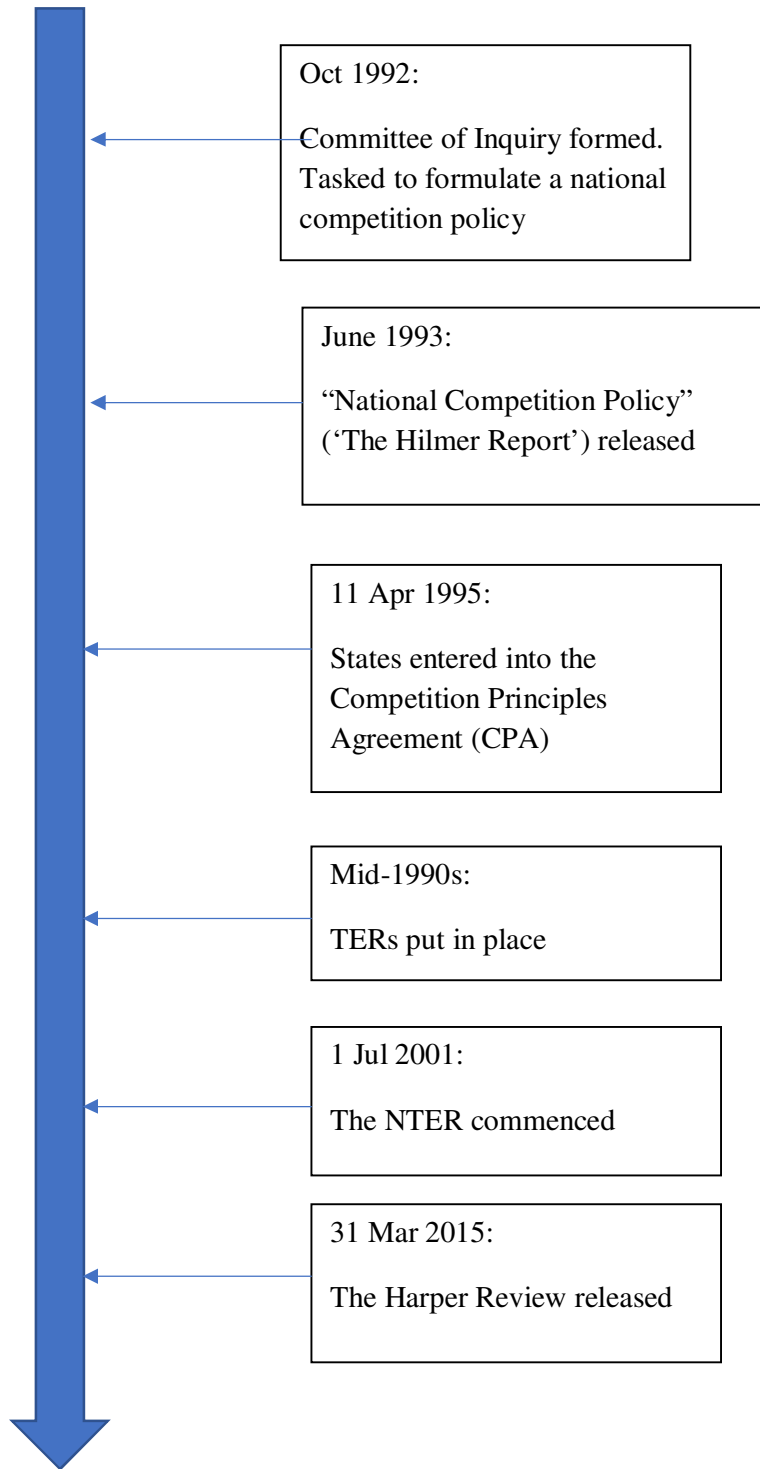 Oct 1992:
Committee of Inquiry formed.
Tasked to formulate a national
competition policy
June 1993:
“National Competition Policy”
(‘The Hilmer Report’) released
11 Apr 1995:
States entered into the
Competition Principles
Agreement (CPA)
Mid-1990s:
TERs put in place
1 Jul 2001:
The NTER commenced
31 Mar 2015:
The Harper Review released